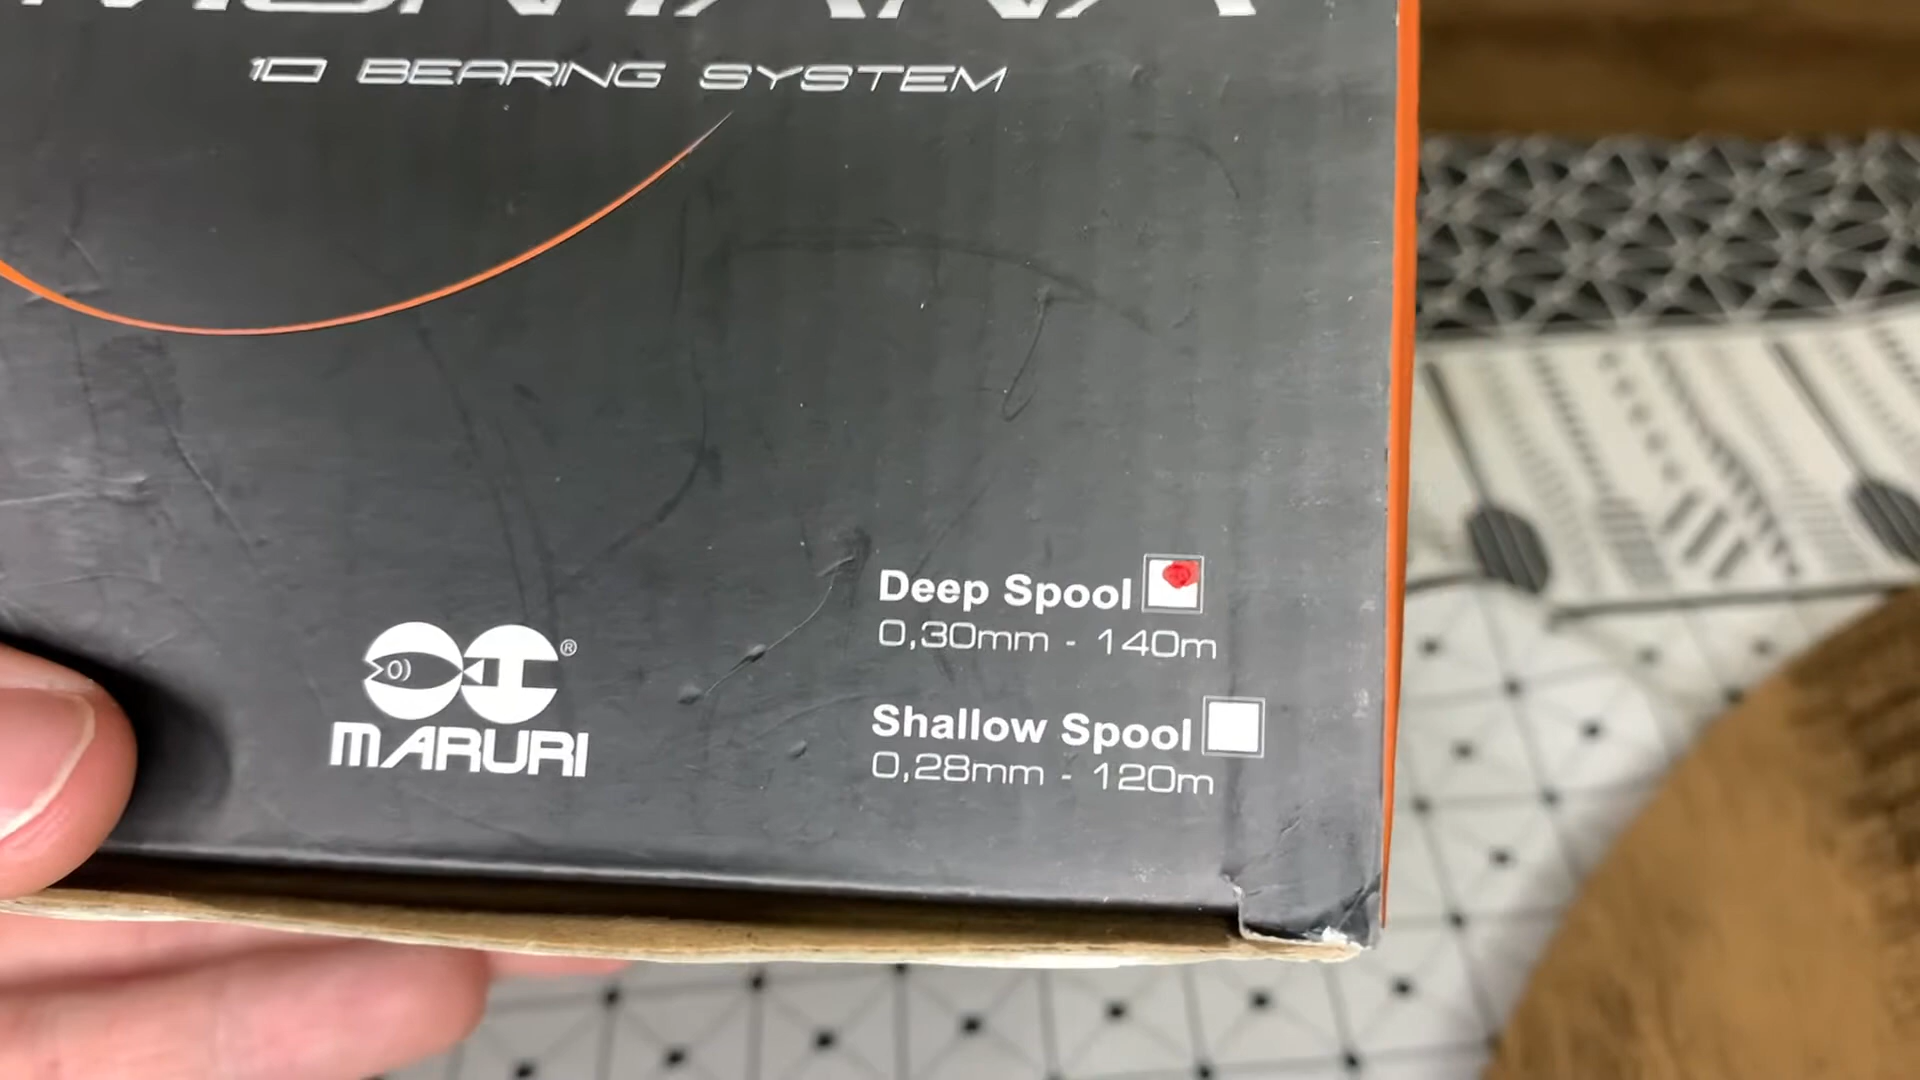 10 BEARING SYSTEM
MARURI
®
Deep Spool
0,30mm - 140m
Shallow Spool
0,28mm - 120m